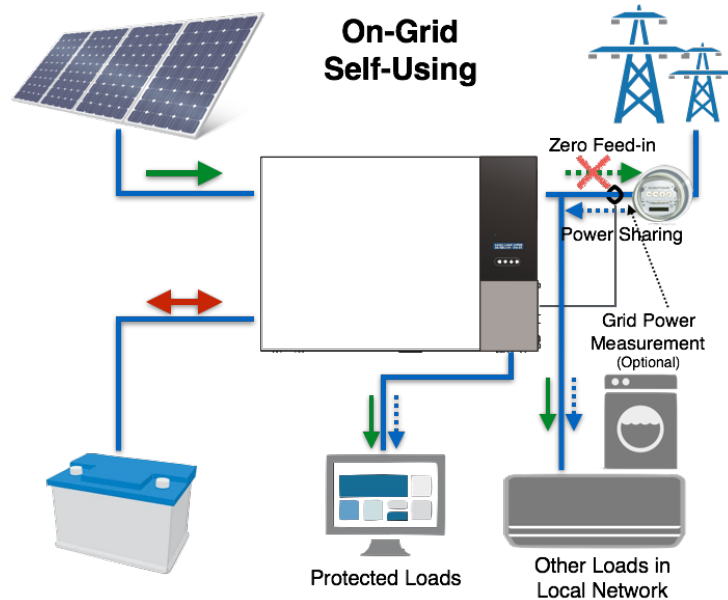 On-Grid
Self-Using
Zero Feed-in
Power Sharing
Grid Power
Measurement
(Optional)
Protected Loads
Other Loads in
Local Network